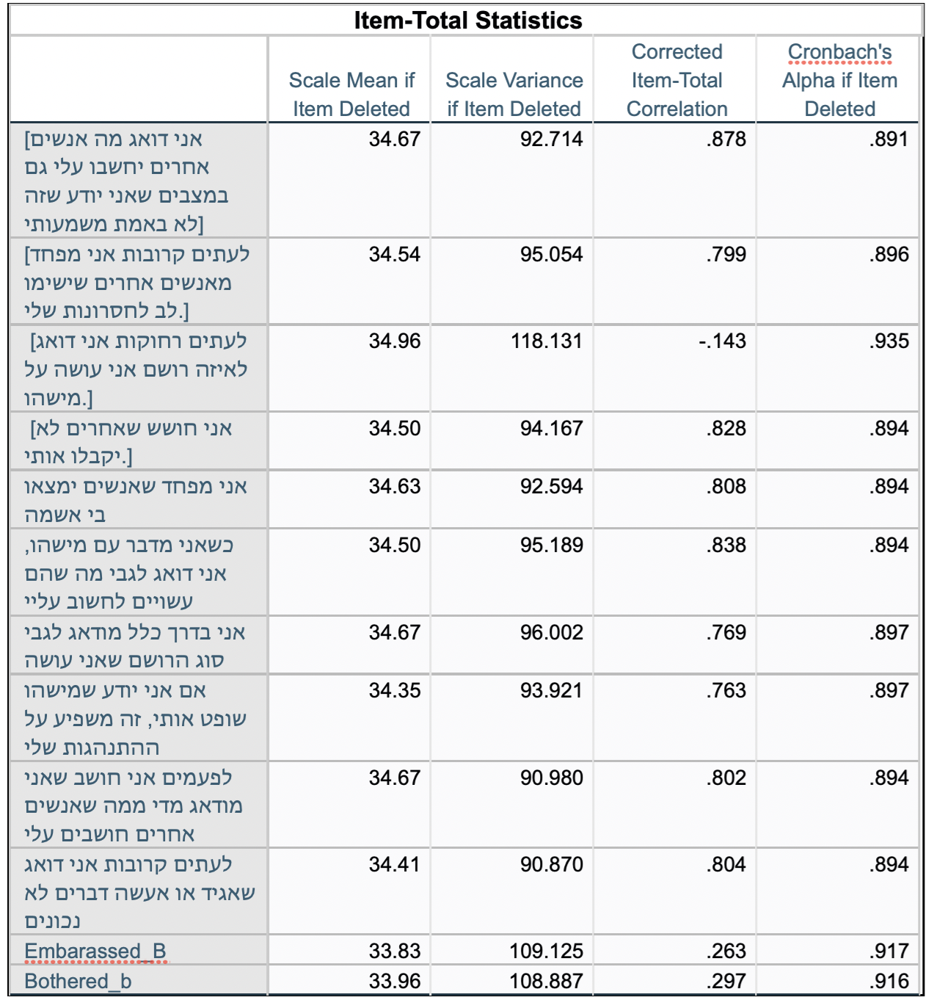 Item-Total Statistics
Scale Mean if
Item Deleted
Scale Variance
if Item Deleted
Corrected
Item-Total
Correlation
Cronbach's
Alpha if Item
Deleted
[אני דואג מה אנשים
אחרים יחשבו עלי גם
במצבים שאני יודע שזה
לא באמת משמעותי]
34.67 92.714 .878 .891
[לעתים קרובות אני מפחד
מאנשים אחרים שישימו
לב לחסרונות שלי.]
34.54 95.054 .799 .896
[לעתים רחוקות אני דואג
לאיזה רושם אני עושה על
מישהו.]
34.96 118.131 -.143 .935
[אני חושש שאחרים לא
יקבלו אותי.]
34.50 94.167 .828 .894
אני מפחד שאנשים ימצאו
בי אשמה
34.63 92.594 .808 .894
כשאני מדבר עם מישהו,
אני דואג לגבי מה שהם
עשויים לחשוב עליי
34.50 95.189 .838 .894
אני בדרך כלל מודאג לגבי
סוג הרושם שאני עושה
34.67 96.002 .769 .897
אם אני יודע שמישהו
שופט אותי, זה משפיע על
ההתנהגות שלי
34.35 93.921 .763 .897
לפעמים אני חושב שאני
מודאג מדי ממה שאנשים
אחרים חושבים עלי
34.67 90.980 .802 .894
לעתים קרובות אני דואג
שאגיד או אעשה דברים לא
נכונים
34.41 90.870 .804 .894
Embarassed_B 33.83 109.125 .263 .917
Bothered_b 33.96 108.887 .297 .916